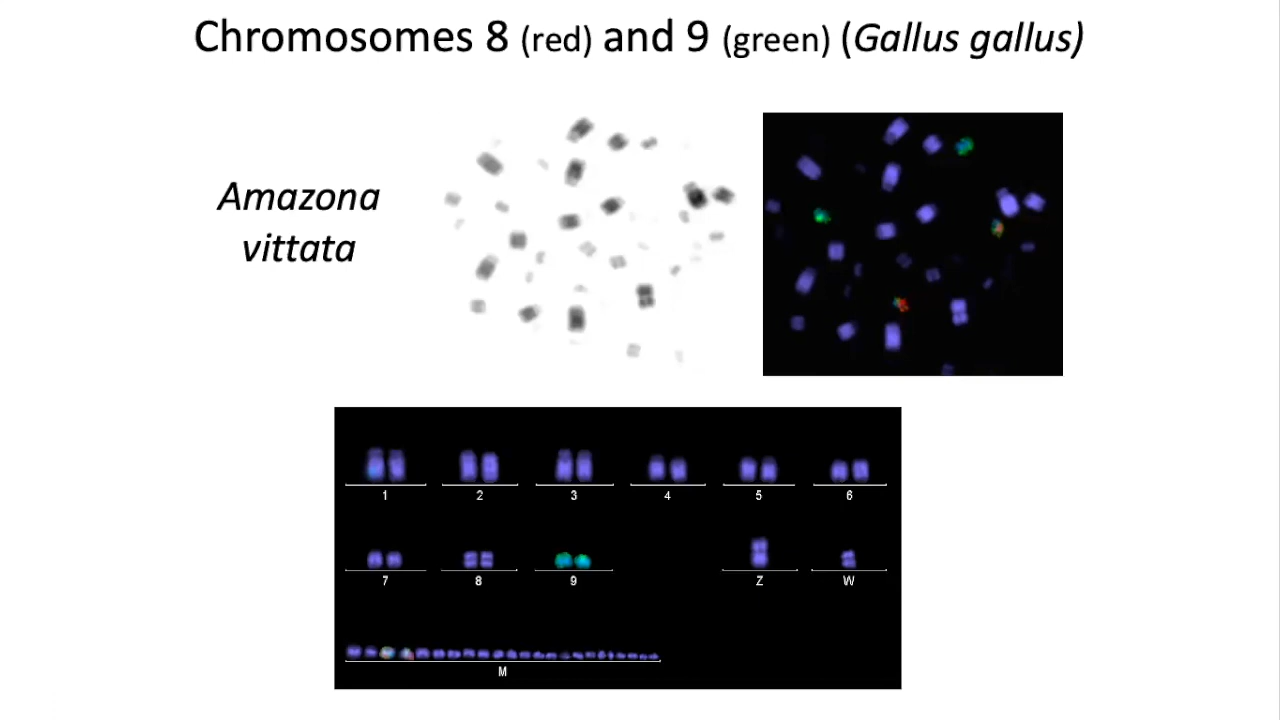 Chromosomes 8 (red) and 9 (green) (Gallus gallus)
Amazona
vittata
1 2 3 4 5 6
7 8 9 Z W
M